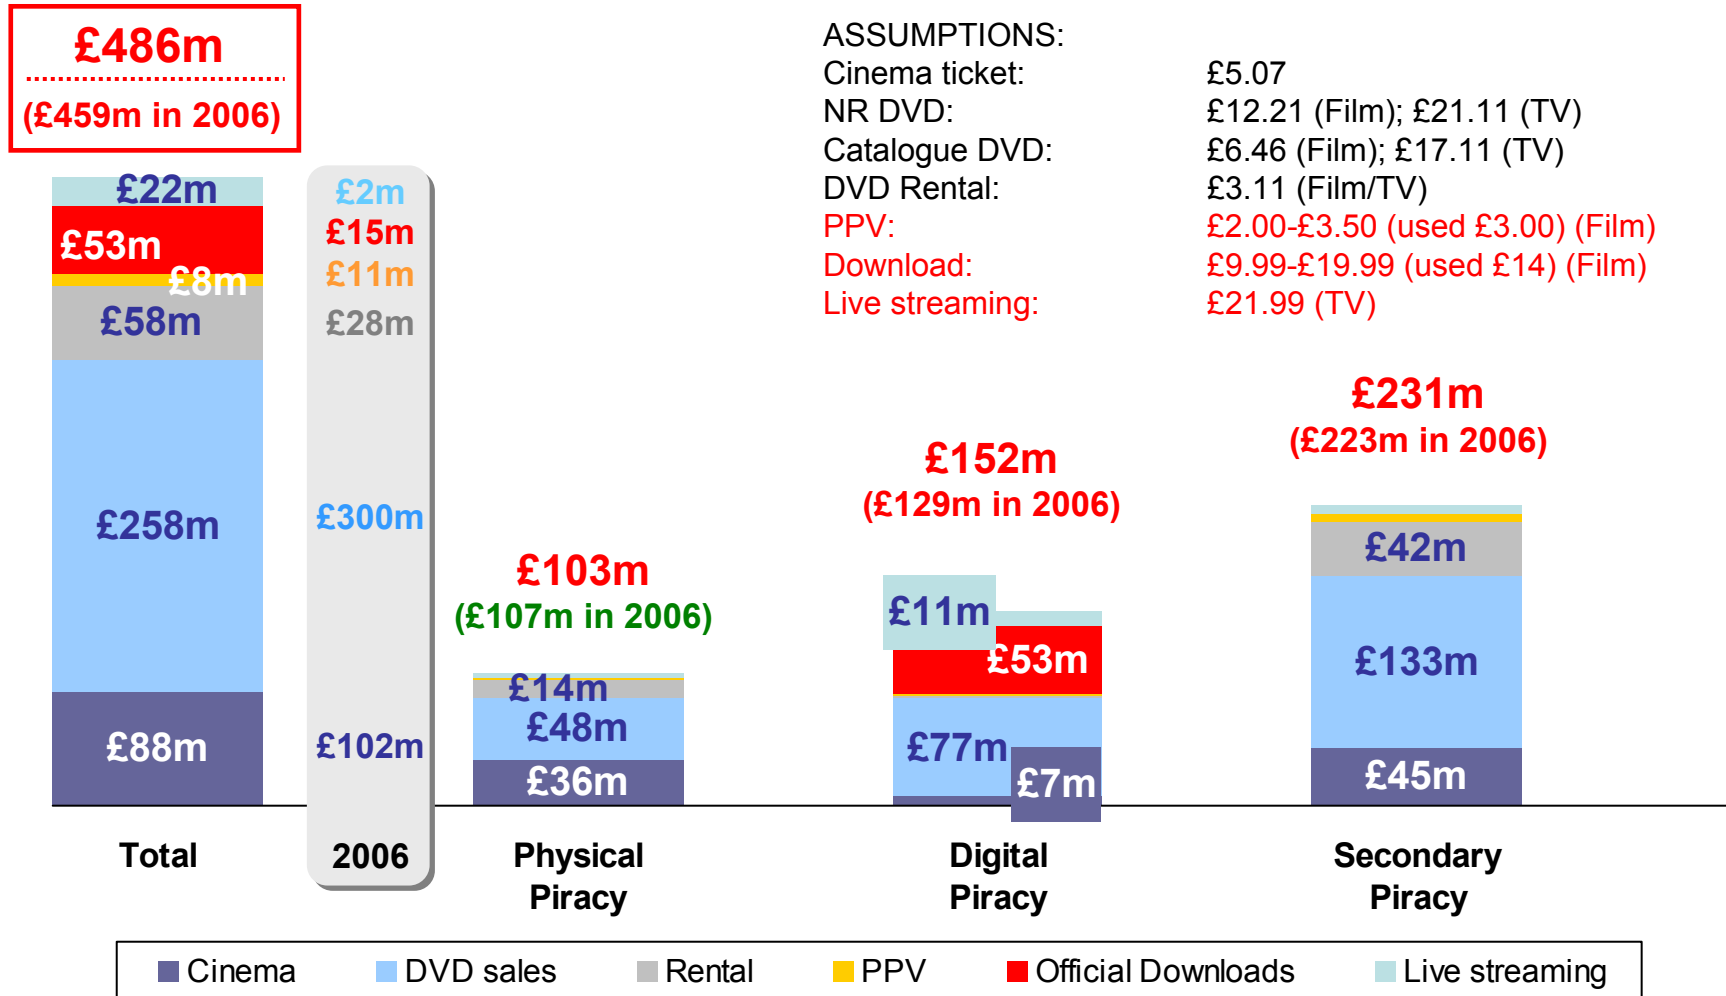 £486m
(£459m in 2006)
ASSUMPTIONS:
Cinema ticket: £5.07
NR DVD: £12.21 (Film); £21.11 (TV)
Catalogue DVD: £6.46 (Film); £17.11 (TV)
DVD Rental: £3.11 (Film/TV)
PPV: £2.00-£3.50 (used £3.00) (Film)
Download: £9.99-£19.99 (used £14) (Film)
Live streaming: £21.99 (TV)
£22m
£53m
£8m
£58m
£258m
£88m
£2m
£15m
£11m
£28m
£300m
£102m
£103m
(£107m in 2006)
£14m
£48m
£36m
£152m
(£129m in 2006)
£11m
£53m
£77m
£7m
£231m
(£223m in 2006)
£42m
£133m
£45m
Total
2006
Physical
Piracy
Digital
Piracy
Secondary
Piracy
Cinema DVD sales Rental PPV Official Downloads Live streaming